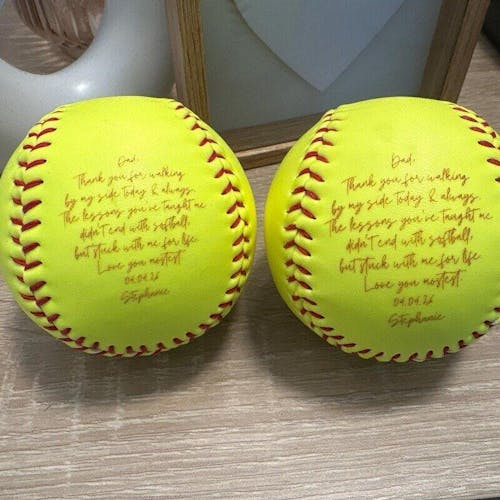 Dad,
Thank you for walking
by my side today & always.
The lessons you've taught me
didn't end with softball,
but stuck with me for life.
Love you mostest
04.04.26
Stephanie
Dad,
Thank you for walking
by my side today & always.
The lessons you've taught me
didn't end with softball,
but stuck with me for life.
"Love you mostest"
04.04.26
Stephanie